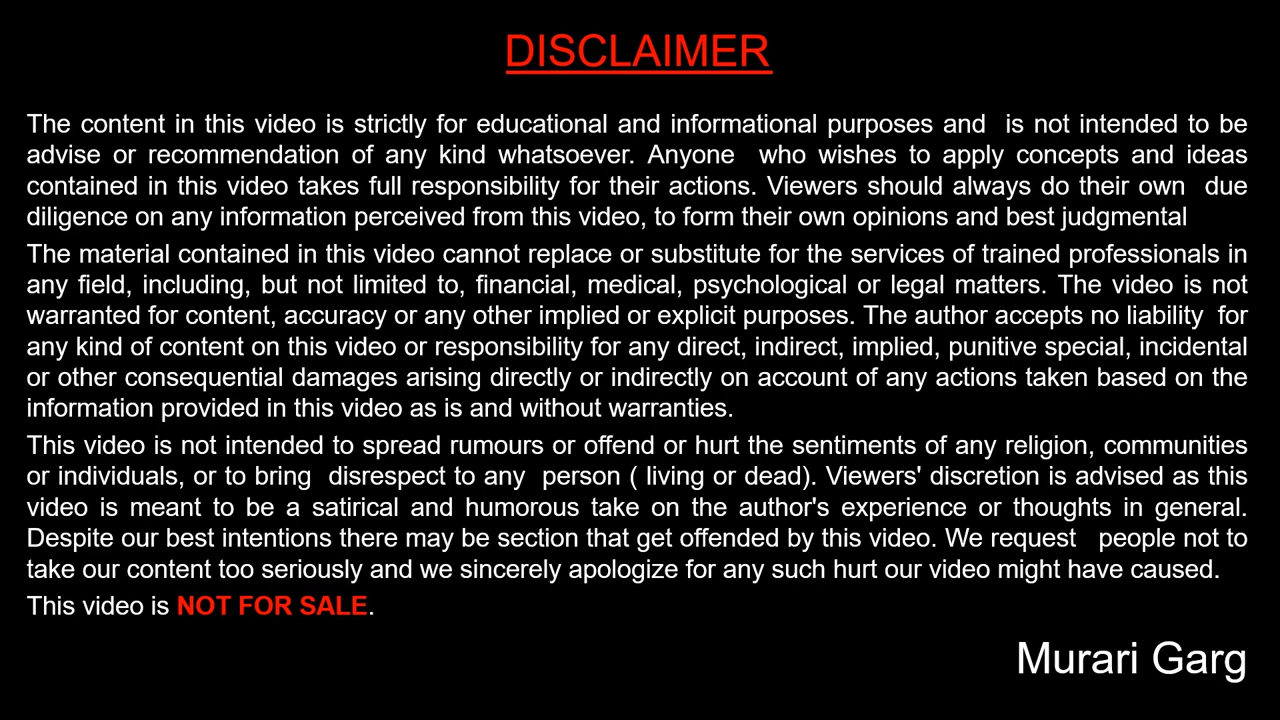 DISCLAIMER
The content in this video is strictly for educational and informational purposes and is not intended to be
advise or recommendation of any kind whatsoever. Anyone who wishes to apply concepts and ideas
contained in this video takes full responsibility for their actions. Viewers should always do their own due
diligence on any information perceived from this video, to form their own opinions and best judgmental
The material contained in this video cannot replace or substitute for the services of trained professionals in
any field, including, but not limited to, financial, medical, psychological or legal matters. The video is not
warranted for content, accuracy or any other implied or explicit purposes. The author accepts no liability for
any kind of content on this video or responsibility for any direct, indirect, implied, punitive special, incidental
or other consequential damages arising directly or indirectly on account of any actions taken based on the
information provided in this video as is and without warranties.
This video is not intended to spread rumours or offend or hurt the sentiments of any religion, communities
or individuals, or to bring disrespect to any person ( living or dead). Viewers' discretion is advised as this
video is meant to be a satirical and humorous take on the author's experience or thoughts in general.
Despite our best intentions there may be section that get offended by this video. We request people not to
take our content too seriously and we sincerely apologize for any such hurt our video might have caused.
This video is NOT FOR SALE.
Murari Garg